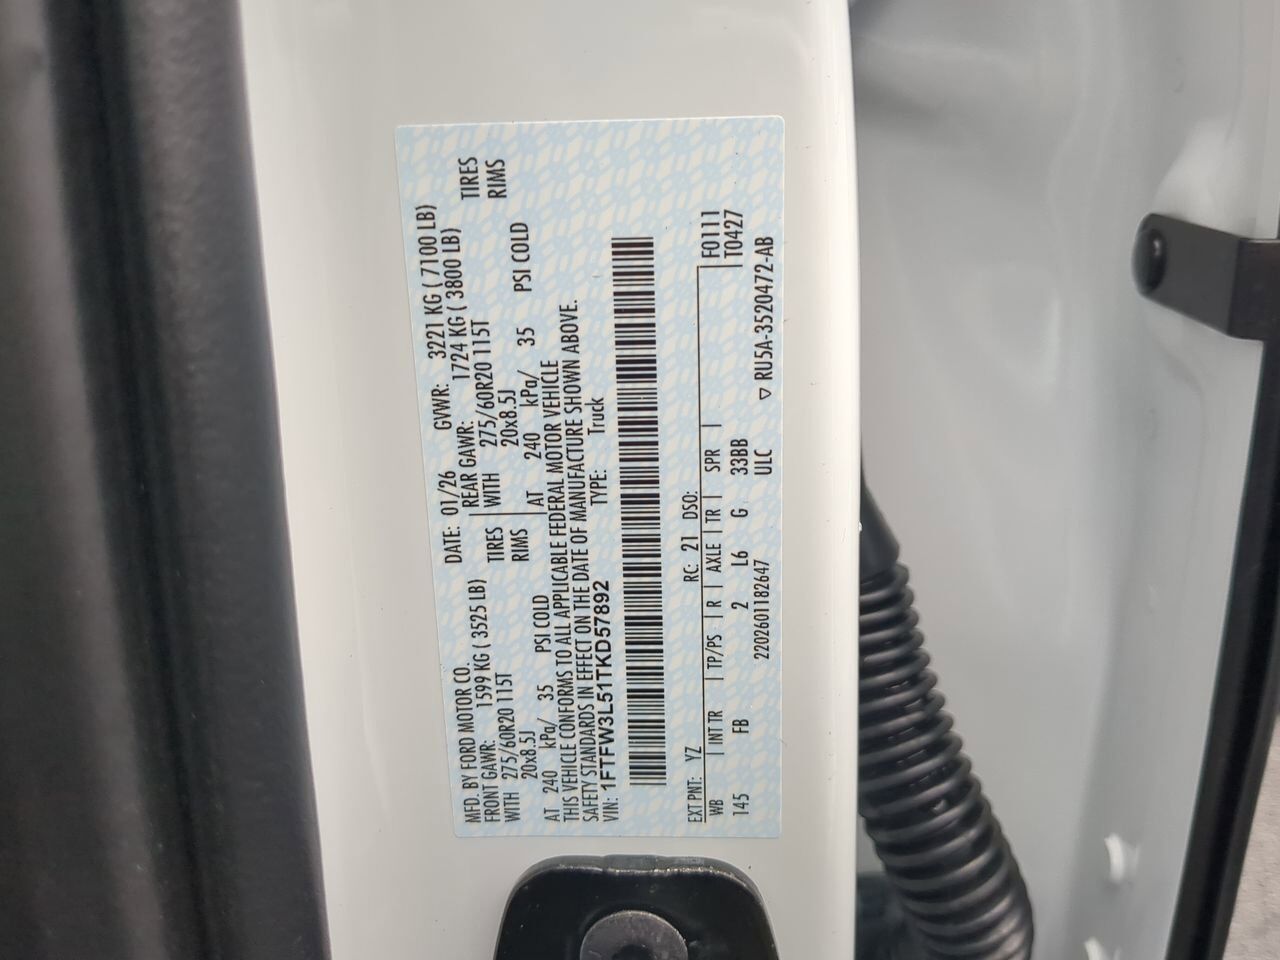 MFD. BY FORD MOTOR CO. DATE: 01/26 GVWR: 3221 KG ( 7100 LB)
FRONT GAWR: 1599 KG ( 3525 LB) REAR GAWR: 1724 KG ( 3800 LB)
WITH 275/60R20 115T TIRES WITH 275/60R20 115T TIRES
20x8.5J RIMS 20x8.5J RIMS
AT 240 kPa/ 35 PSI COLD AT 240 kPa/ 35 PSI COLD
THIS VEHICLE CONFORMS TO ALL APPLICABLE FEDERAL MOTOR VEHICLE
SAFETY STANDARDS IN EFFECT ON THE DATE OF MANUFACTURE SHOWN ABOVE.
VIN: 1FTFW3L51TKD57892 TYPE: Truck
EXT PNT: YZ RC: 21 DSO: F0111
WB INT TR TP/PS R AXLE TR SPR T0427
145 FB 2 L6 G 33BB
2202601182647 ULC ▽ RU5A-3520472-AB